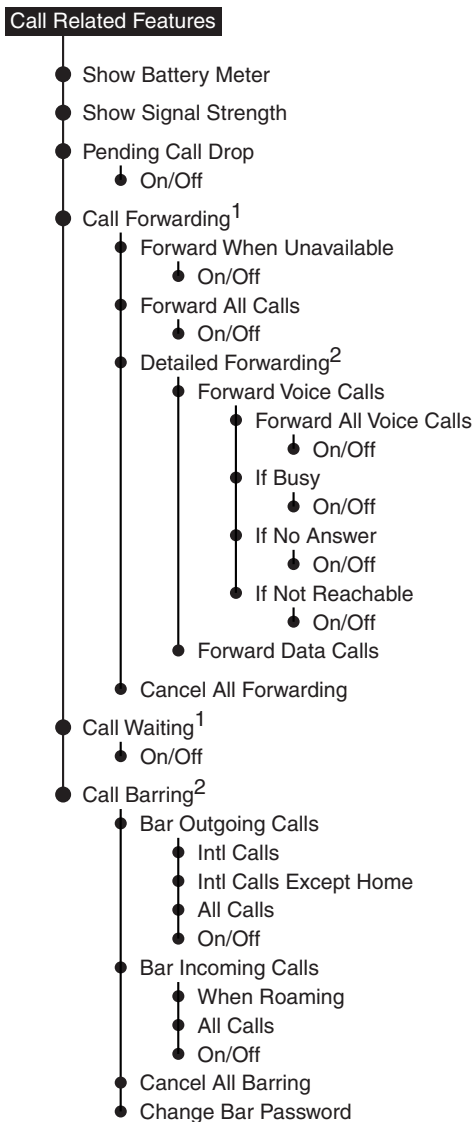 Call Related Features
Show Battery Meter
Show Signal Strength
Pending Call Drop
On/Off
Call Forwarding1
Forward When Unavailable
On/Off
Forward All Calls
On/Off
Detailed Forwarding2
Forward Voice Calls
Forward All Voice Calls
On/Off
If Busy
On/Off
If No Answer
On/Off
If Not Reachable
On/Off
Forward Data Calls
Cancel All Forwarding
Call Waiting1
On/Off
Call Barring2
Bar Outgoing Calls
Intl Calls
Intl Calls Except Home
All Calls
On/Off
Bar Incoming Calls
When Roaming
All Calls
On/Off
Cancel All Barring
Change Bar Password